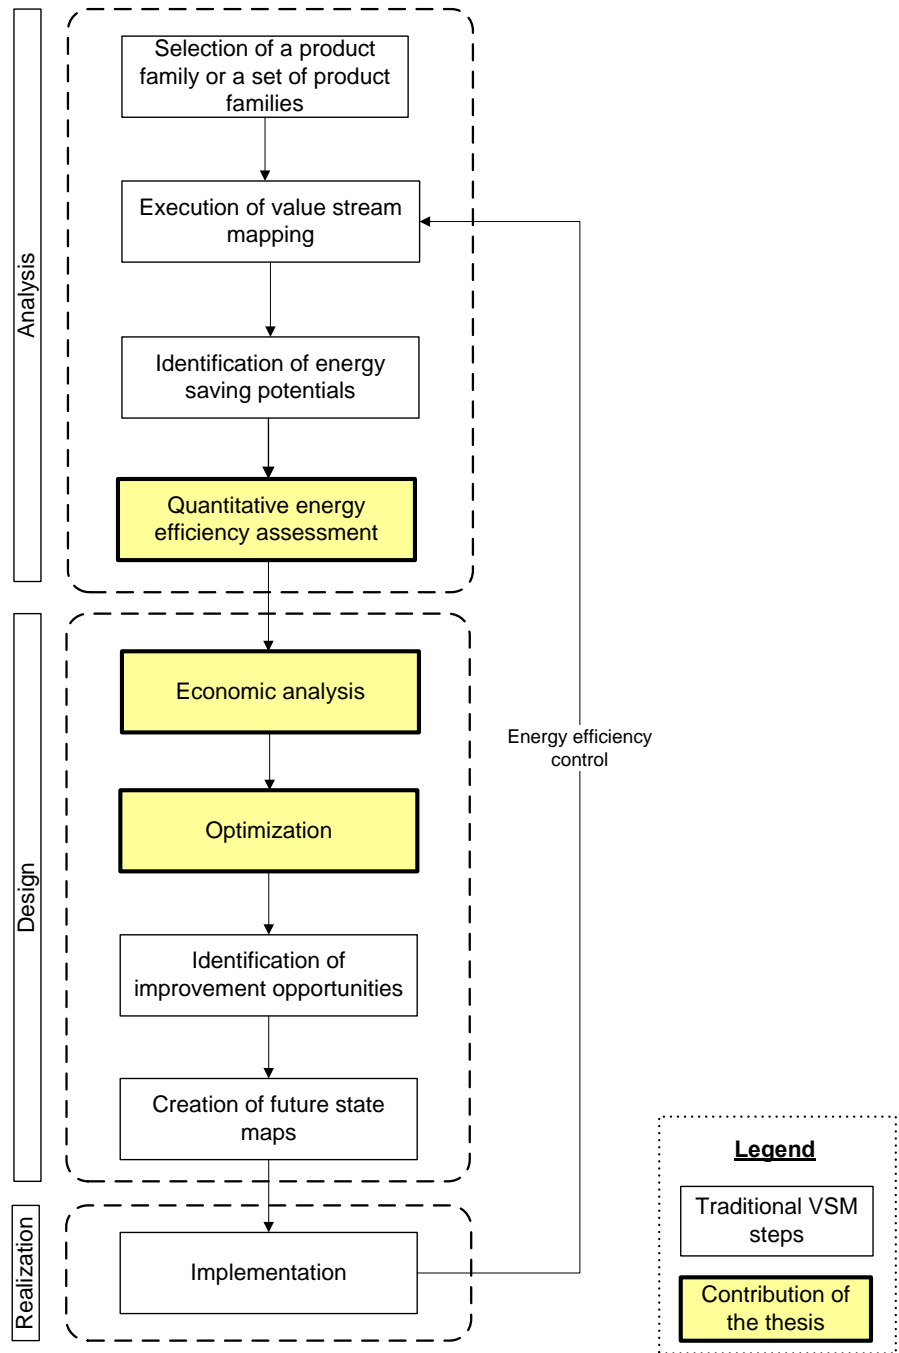 Analysis
Selection of a product
family or a set of product
families
Execution of value stream
mapping
Identification of energy
saving potentials
Quantitative energy
efficiency assessment
Design
Economic analysis
Optimization
Identification of
improvement opportunities
Creation of future state
maps
Energy efficiency
control
Realization
Implementation
Legend
Traditional VSM
steps
Contribution of
the thesis